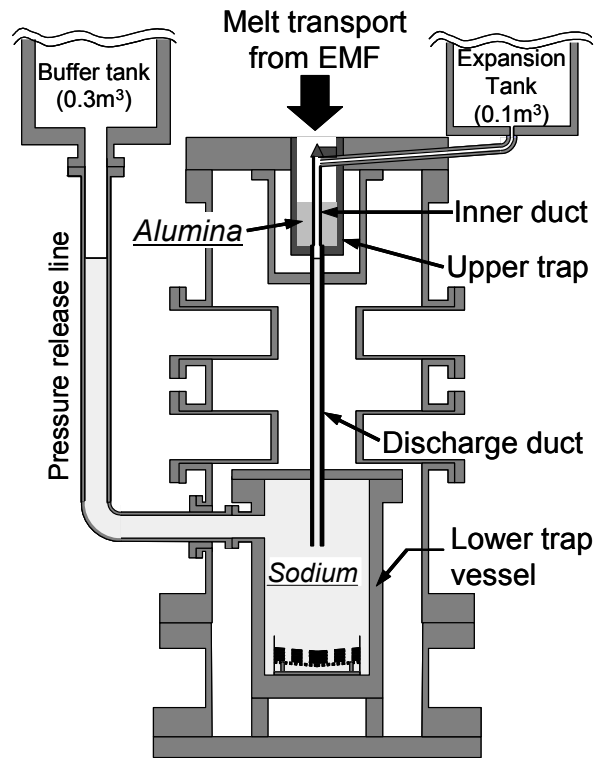 Melt transport
from EMF
Buffer tank
(0.3m³)
Expansion
Tank
(0.1m³)
Alumina
Inner duct
Upper trap
Pressure release line
Discharge duct
Lower trap
vessel
Sodium